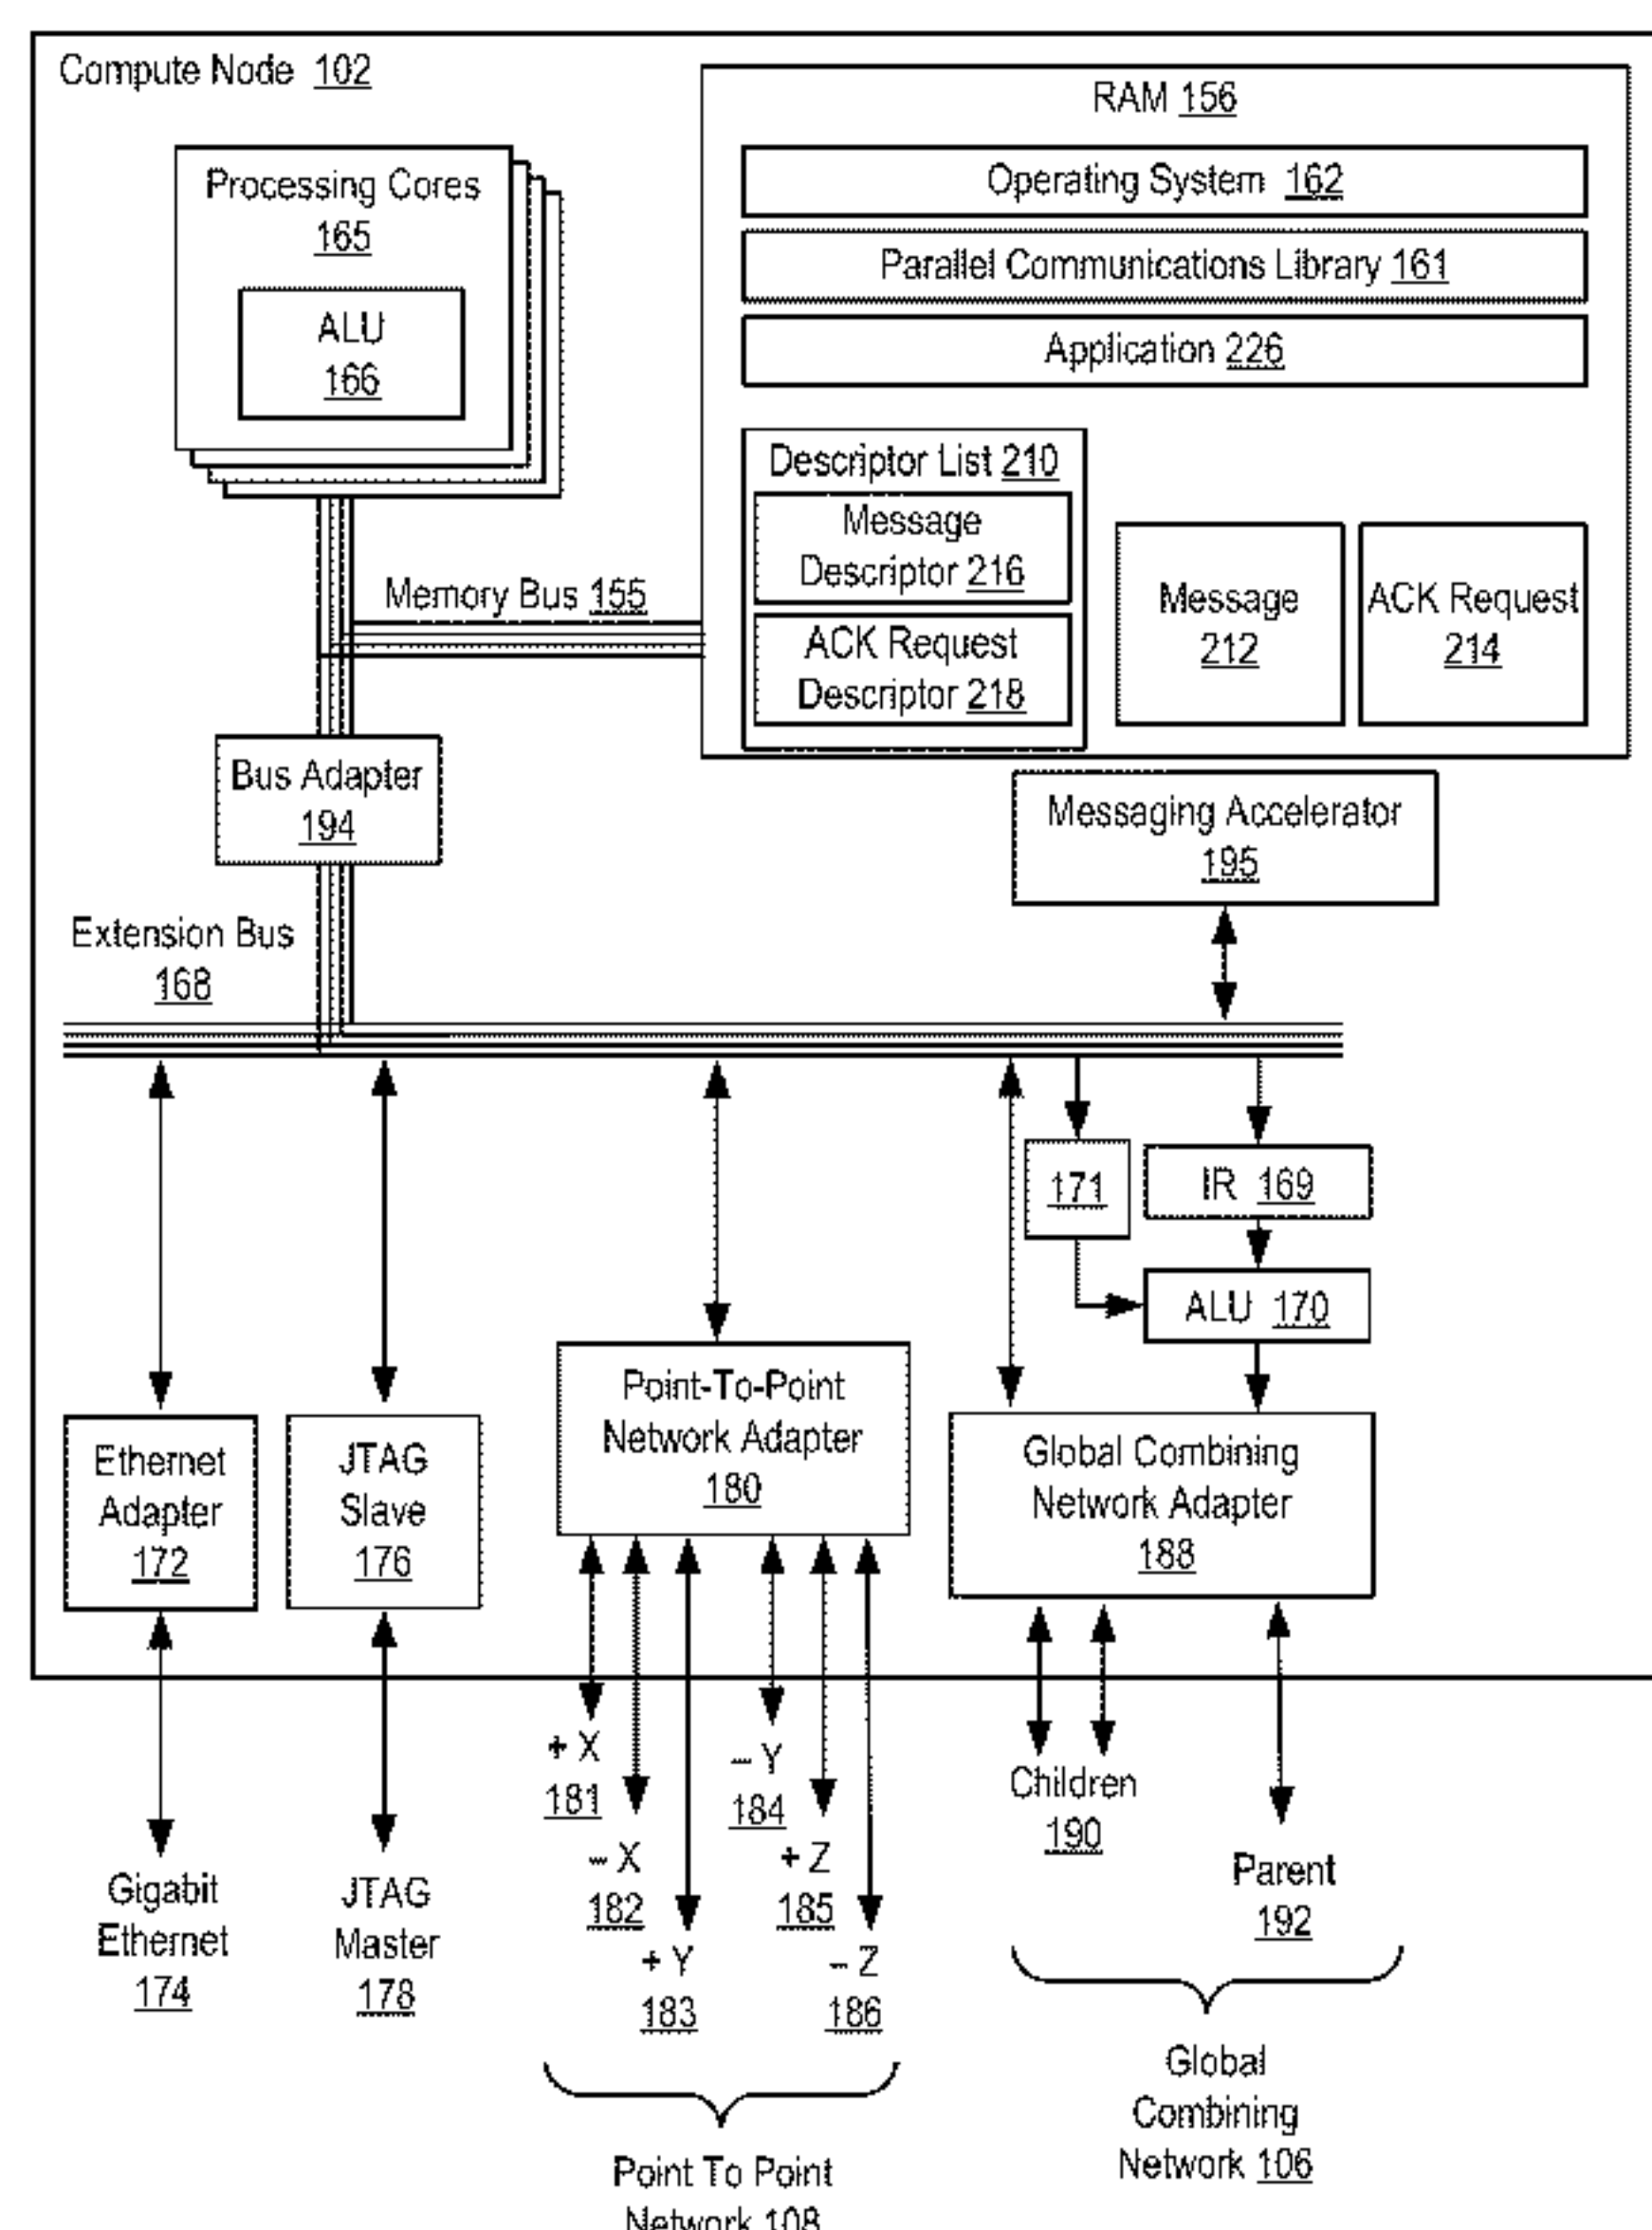 Compute Node 102
RAM 156
Processing Cores
165
ALU
166
Operating System 162
Parallel Communications Library 161
Application 226
Descriptor List 210
Message
Descriptor 216
ACK Request
Descriptor 218
Message
212
ACK Request
214
Memory Bus 155
Bus Adapter
194
Messaging Accelerator
195
Extension Bus
168
171
IR 169
ALU 170
Ethernet
Adapter
172
JTAG
Slave
176
Point-To-Point
Network Adapter
180
Global Combining
Network Adapter
188
Gigabit
Ethernet
174
JTAG
Master
178
+ X
181
– X
182
+ Y
183
– Y
184
+ Z
185
– Z
186
Children
190
Parent
192
Point To Point
Network 108
Global
Combining
Network 106